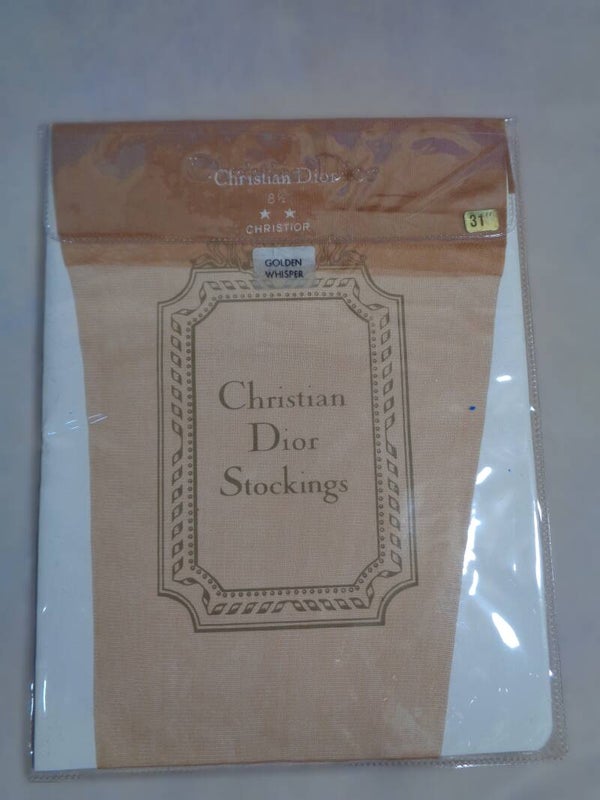 Christian Dior
8½
★ ★
CHRISTIOR
31"
GOLDEN
WHISPER
Christian
Dior
Stockings